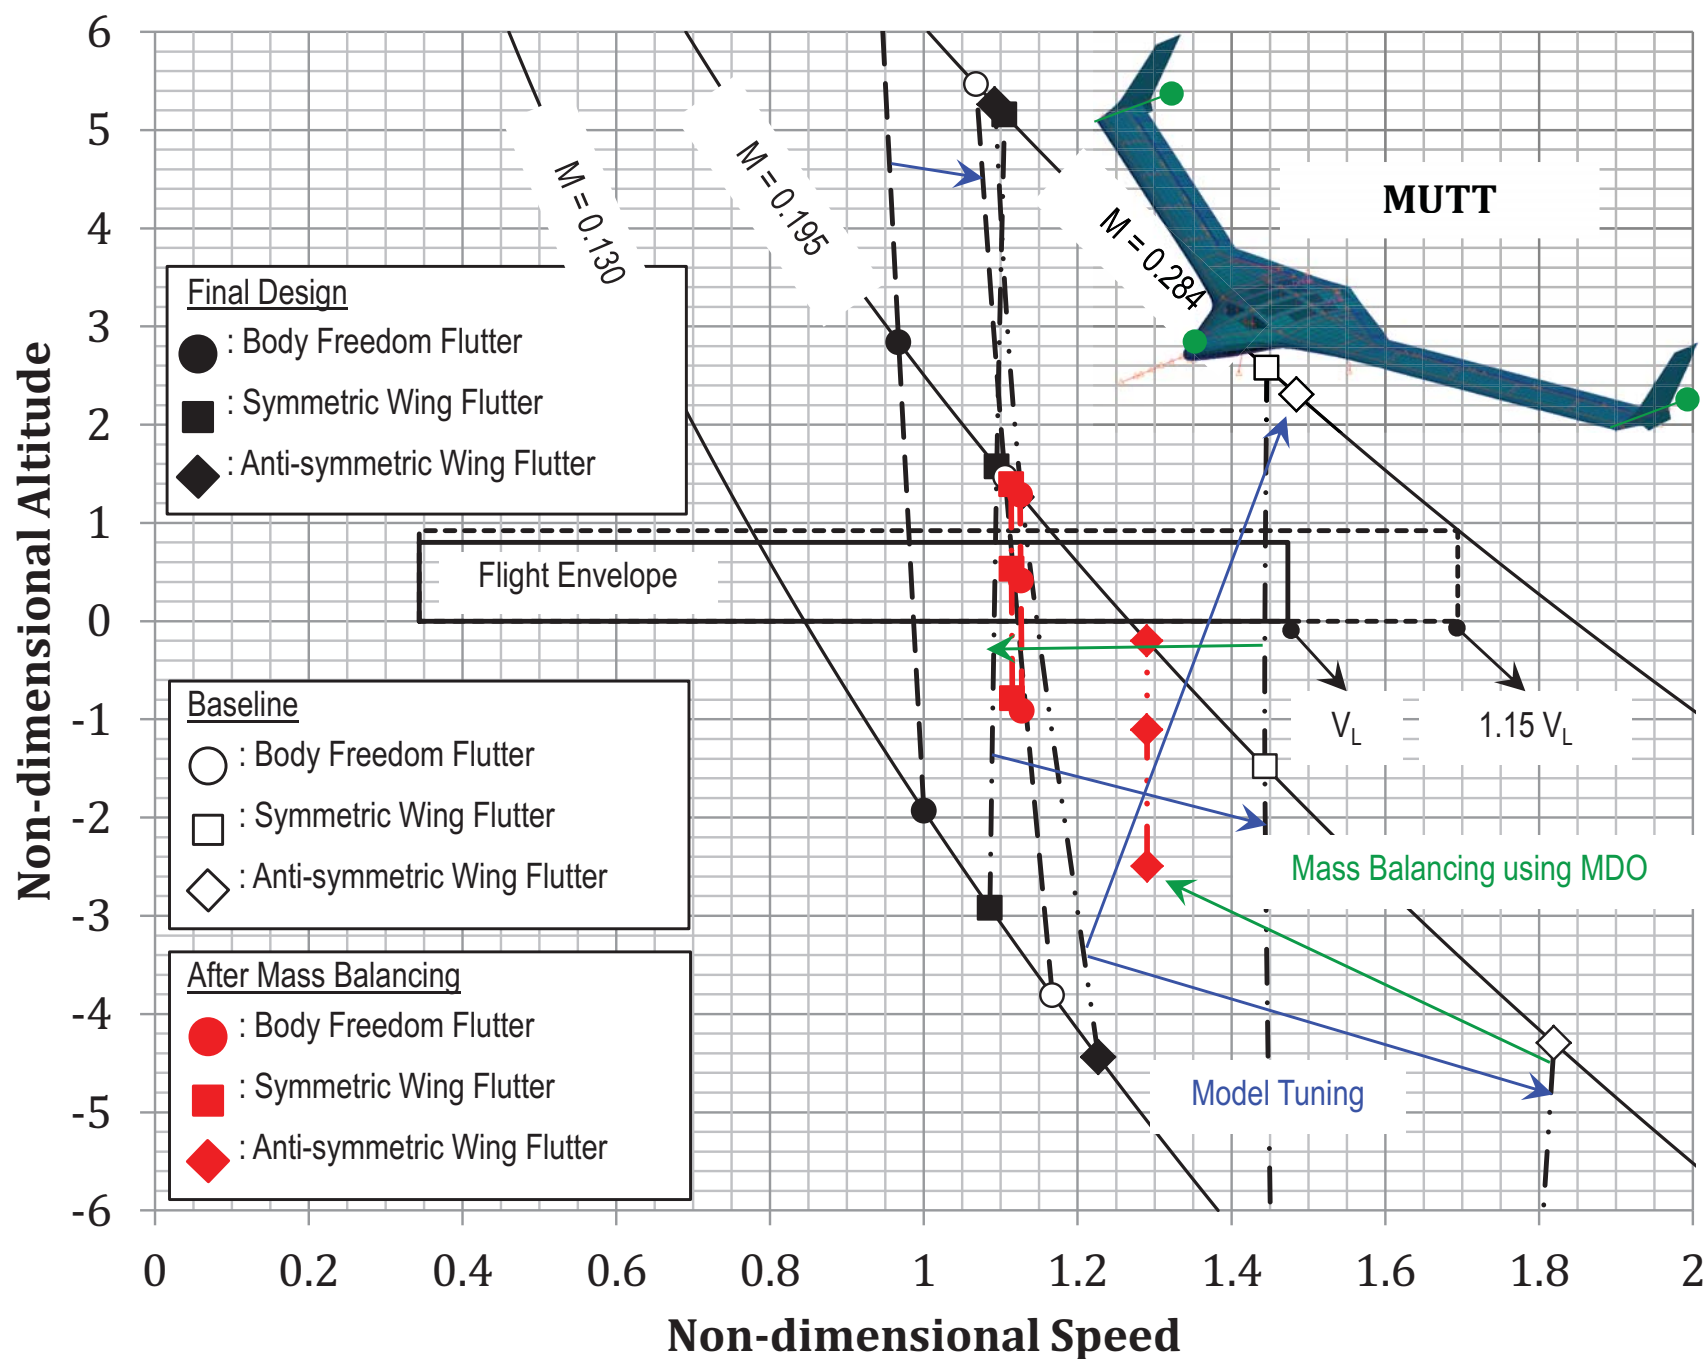 6
5
4
3
2
1
0
-1
-2
-3
-4
-5
-6
Non-dimensional Altitude
0
0.2
0.4
0.6
0.8
1
1.2
1.4
1.6
1.8
2
Non-dimensional Speed
M = 0.130
M = 0.195
M = 0.284
MUTT
Final Design
: Body Freedom Flutter
: Symmetric Wing Flutter
: Anti-symmetric Wing Flutter
Flight Envelope
Baseline
: Body Freedom Flutter
: Symmetric Wing Flutter
: Anti-symmetric Wing Flutter
V_L
1.15 V_L
Mass Balancing using MDO
After Mass Balancing
: Body Freedom Flutter
: Symmetric Wing Flutter
: Anti-symmetric Wing Flutter
Model Tuning